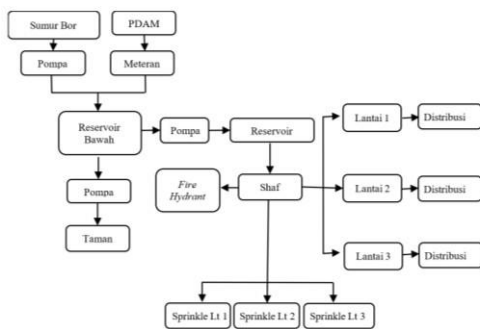 Sumur Bor
PDAM
Pompa
Meteran
Reservoir
Bawah
Pompa
Reservoir
Lantai 1
Distribusi
Pompa
Fire
Hydrant
Shaf
Lantai 2
Distribusi
Taman
Lantai 3
Distribusi
Sprinkle Lt 1
Sprinkle Lt 2
Sprinkle Lt 3